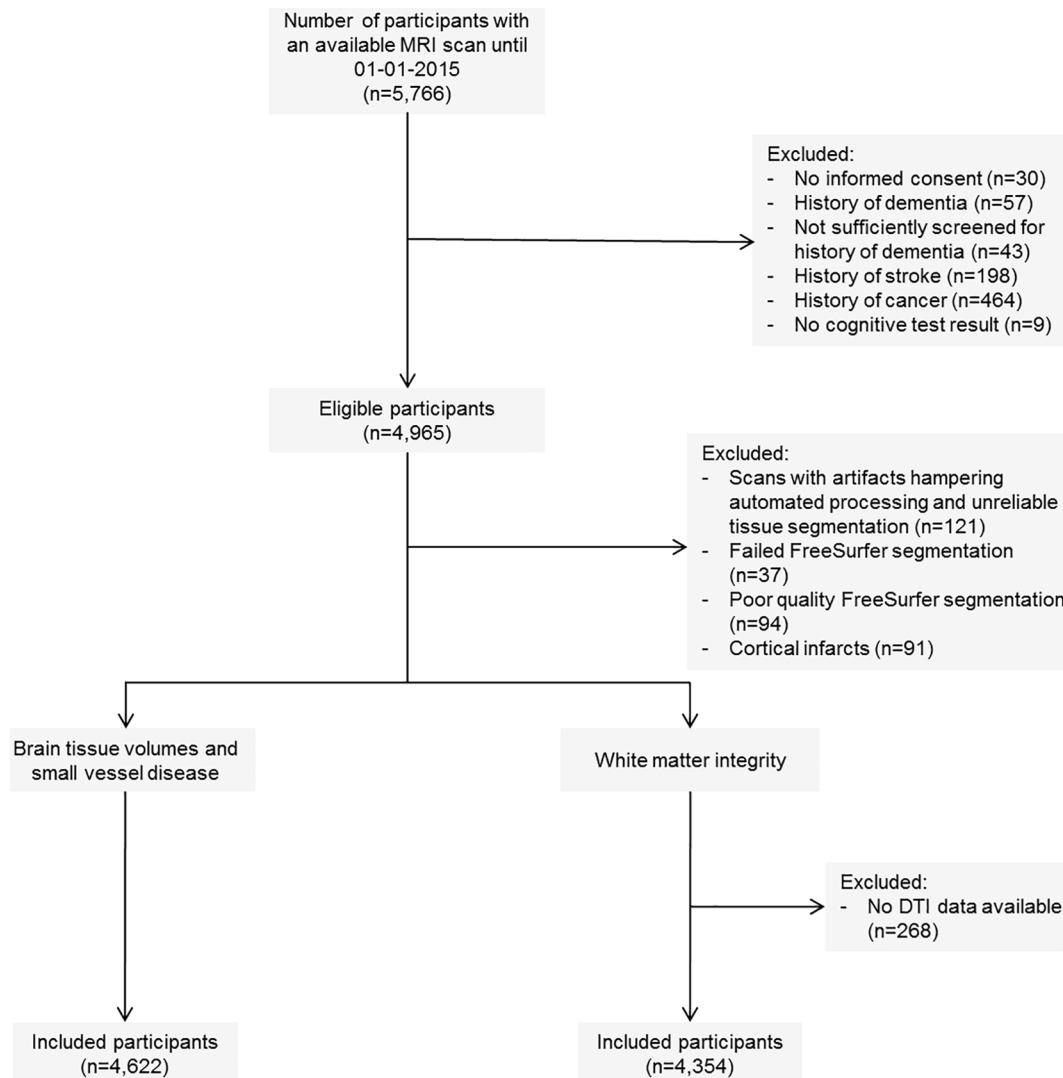 Number of participants with
an available MRI scan until
01-01-2015
(n=5,766)
Excluded:
- No informed consent (n=30)
- History of dementia (n=57)
- Not sufficiently screened for
history of dementia (n=43)
- History of stroke (n=198)
- History of cancer (n=464)
- No cognitive test result (n=9)
Eligible participants
(n=4,965)
Excluded:
- Scans with artifacts hampering
automated processing and unreliable
tissue segmentation (n=121)
- Failed FreeSurfer segmentation
(n=37)
- Poor quality FreeSurfer segmentation
(n=94)
- Cortical infarcts (n=91)
Brain tissue volumes and
small vessel disease
White matter integrity
Excluded:
- No DTI data available
(n=268)
Included participants
(n=4,622)
Included participants
(n=4,354)